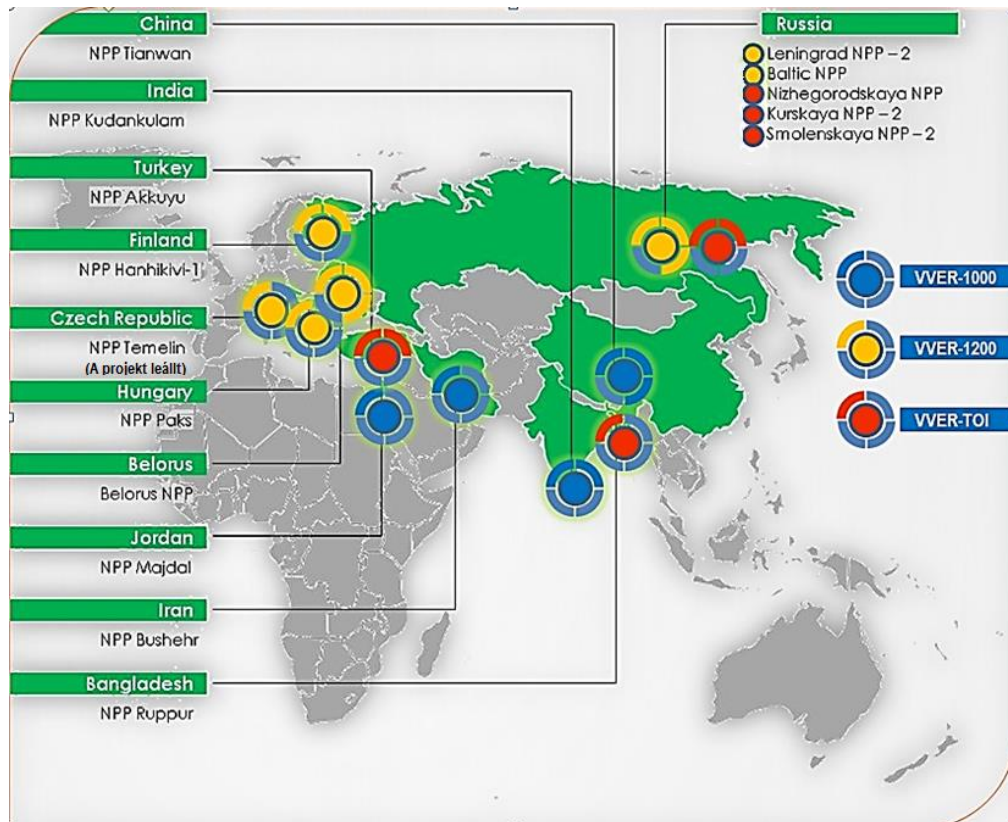 China
NPP Tianwan
India
NPP Kudankulam
Turkey
NPP Akkuyu
Finland
NPP Hanhikivi-1
Czech Republic
NPP Temelin
(A projekt leállt)
Hungary
NPP Paks
Belorus
Belorus NPP
Jordan
NPP Majdal
Iran
NPP Bushehr
Bangladesh
NPP Ruppur
Russia
Leningrad NPP – 2
Baltic NPP
Nizhegorodskaya NPP
Kurskaya NPP – 2
Smolenskaya NPP – 2
VVER-1000
VVER-1200
VVER-TOI